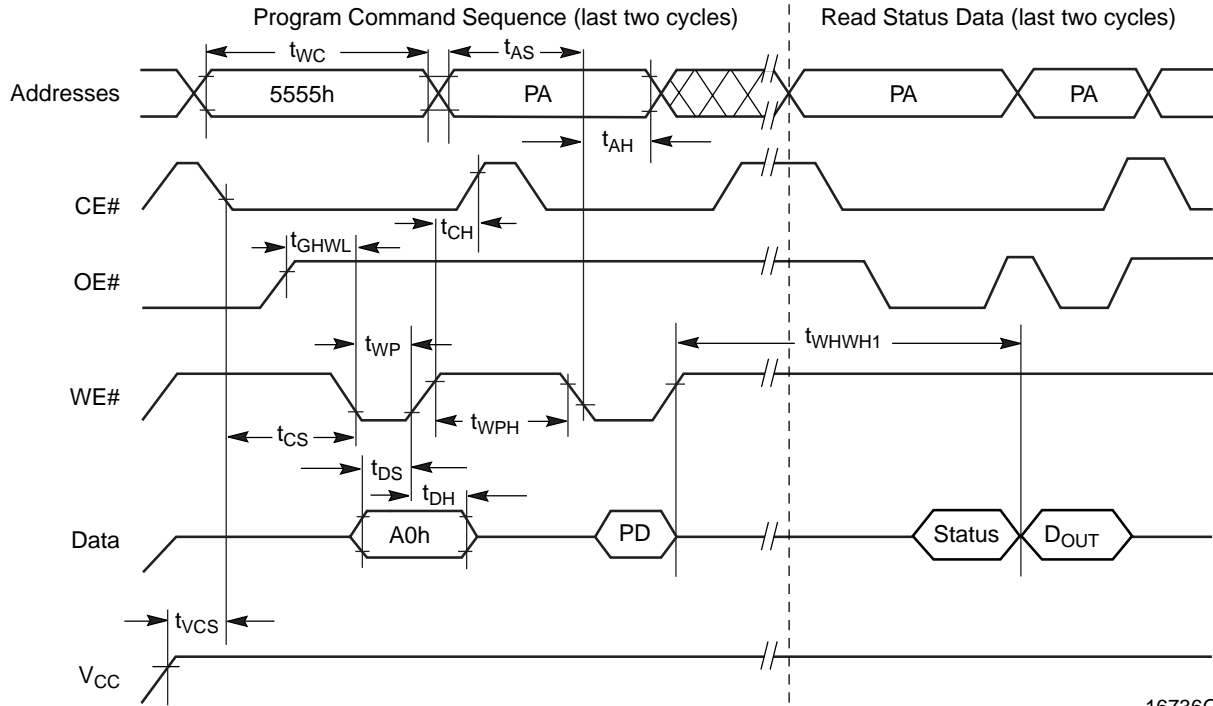 Program Command Sequence (last two cycles) Read Status Data (last two cycles)
tWC tAS
Addresses 5555h PA PA PA
tAH
CE#
tCH
tGHWL
OE#
tWP tWHWH1
WE#
tCS tWPH
tDS
tDH
Data A0h PD Status DOUT
tVCS
VCC